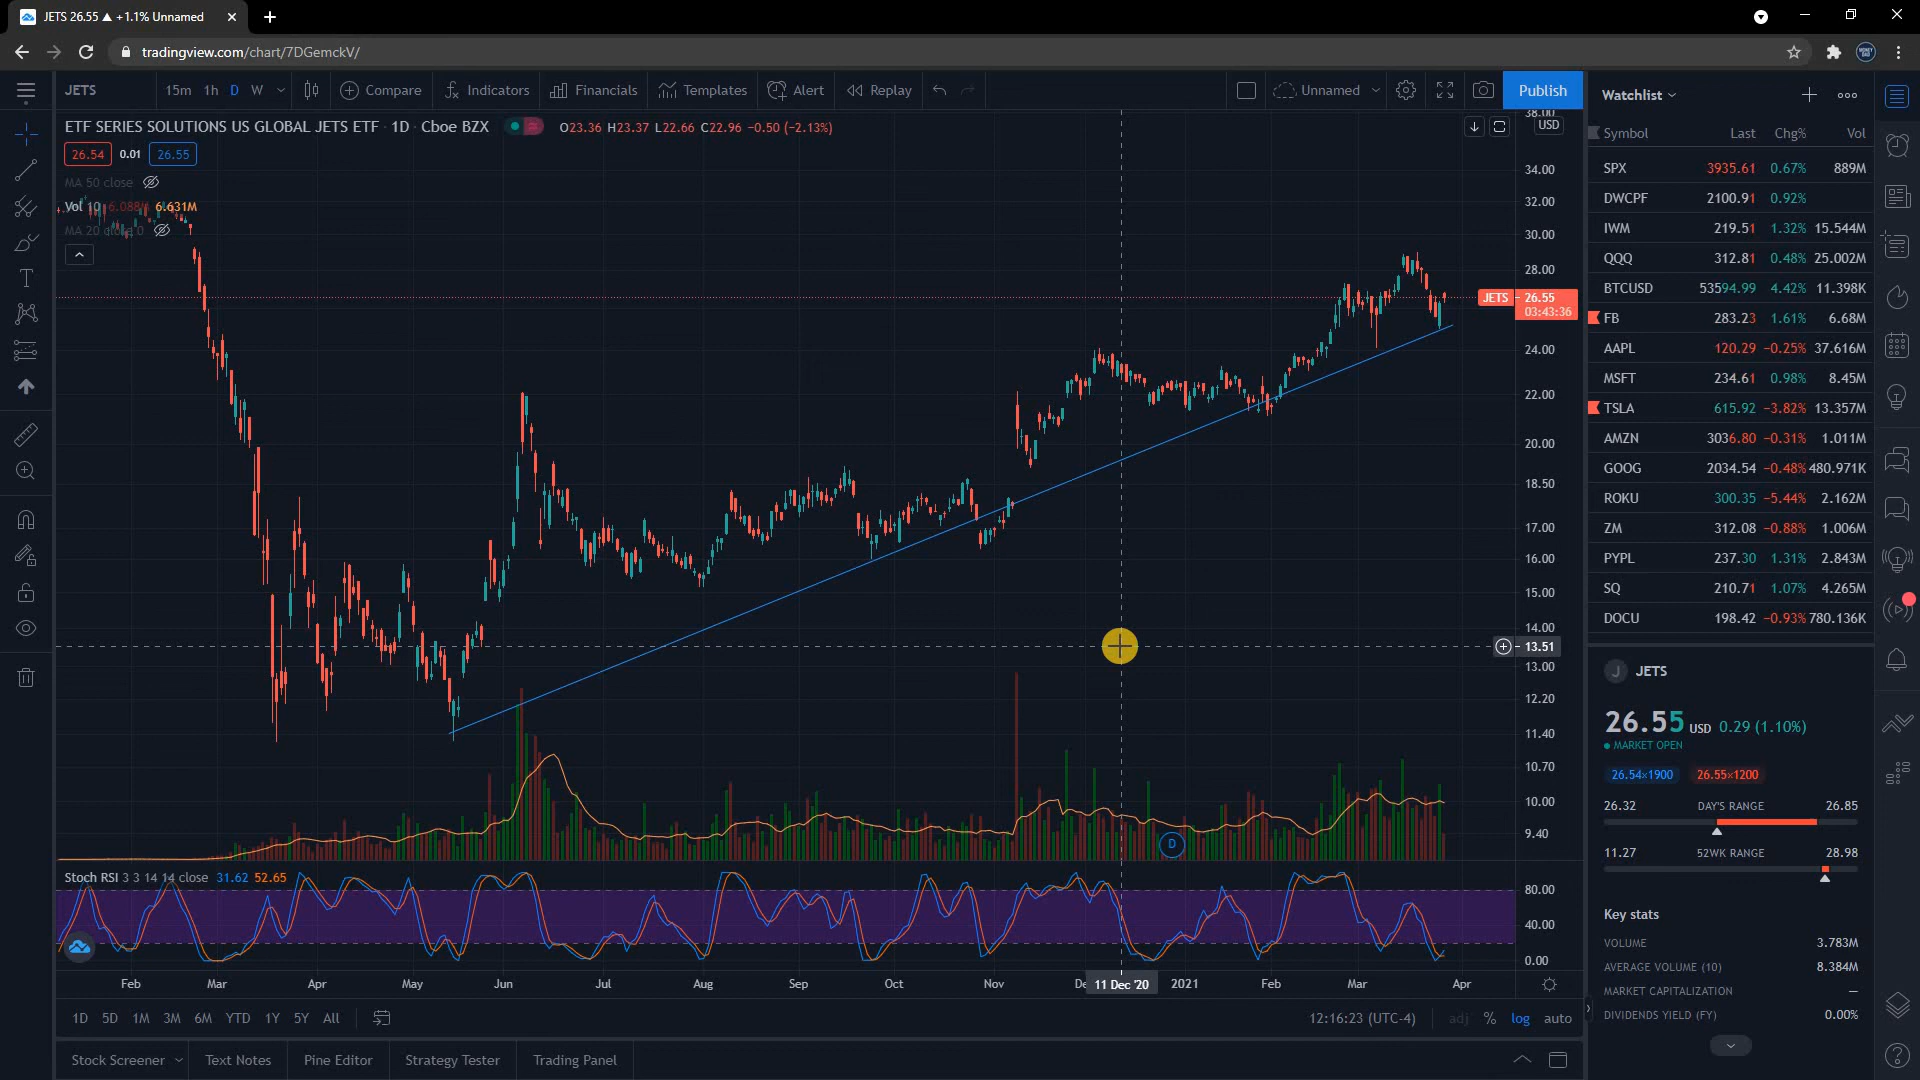 JETS 26.55 ▲ +1.1% Unnamed
tradingview.com/chart/7DGemckV/
JETS 15m 1h D W Compare Indicators Financials Templates Alert Replay Unnamed Publish
ETF SERIES SOLUTIONS US GLOBAL JETS ETF · 1D · Cboe BZX O23.36 H23.37 L22.66 C22.96 −0.50 (−2.13%)
26.54 0.01 26.55
MA 50 close
Vol 10 6.631M
MA 20 close 0
38.00
USD
34.00
32.00
30.00
28.00
JETS 26.55
03:43:36
24.00
22.00
20.00
18.50
17.00
16.00
15.00
14.00
13.51
13.00
12.20
11.40
10.70
10.00
9.40
D
Stoch RSI 3 3 14 14 close 31.62 52.65
80.00
40.00
0.00
Feb Mar Apr May Jun Jul Aug Sep Oct Nov De 11 Dec '20 2021 Feb Mar Apr
1D 5D 1M 3M 6M YTD 1Y 5Y All 12:16:23 (UTC-4) adj % log auto
Stock Screener Text Notes Pine Editor Strategy Tester Trading Panel
Watchlist
Symbol Last Chg% Vol
SPX 3935.61 0.67% 889M
DWCPF 2100.91 0.92%
IWM 219.51 1.32% 15.544M
QQQ 312.81 0.48% 25.002M
BTCUSD 53594.99 4.42% 11.398K
FB 283.23 1.61% 6.68M
AAPL 120.29 −0.25% 37.616M
MSFT 234.61 0.98% 8.45M
TSLA 615.92 −3.82% 13.357M
AMZN 3036.80 −0.31% 1.011M
GOOG 2034.54 −0.48% 480.971K
ROKU 300.35 −5.44% 2.162M
ZM 312.08 −0.88% 1.006M
PYPL 237.30 1.31% 2.843M
SQ 210.71 1.07% 4.265M
DOCU 198.42 −0.93% 780.136K
J JETS
26.55 USD 0.29 (1.10%)
MARKET OPEN
26.54×1900 26.55×1200
26.32 DAY'S RANGE 26.85
11.27 52WK RANGE 28.98
Key stats
VOLUME 3.783M
AVERAGE VOLUME (10) 8.384M
MARKET CAPITALIZATION —
DIVIDENDS YIELD (FY) 0.00%